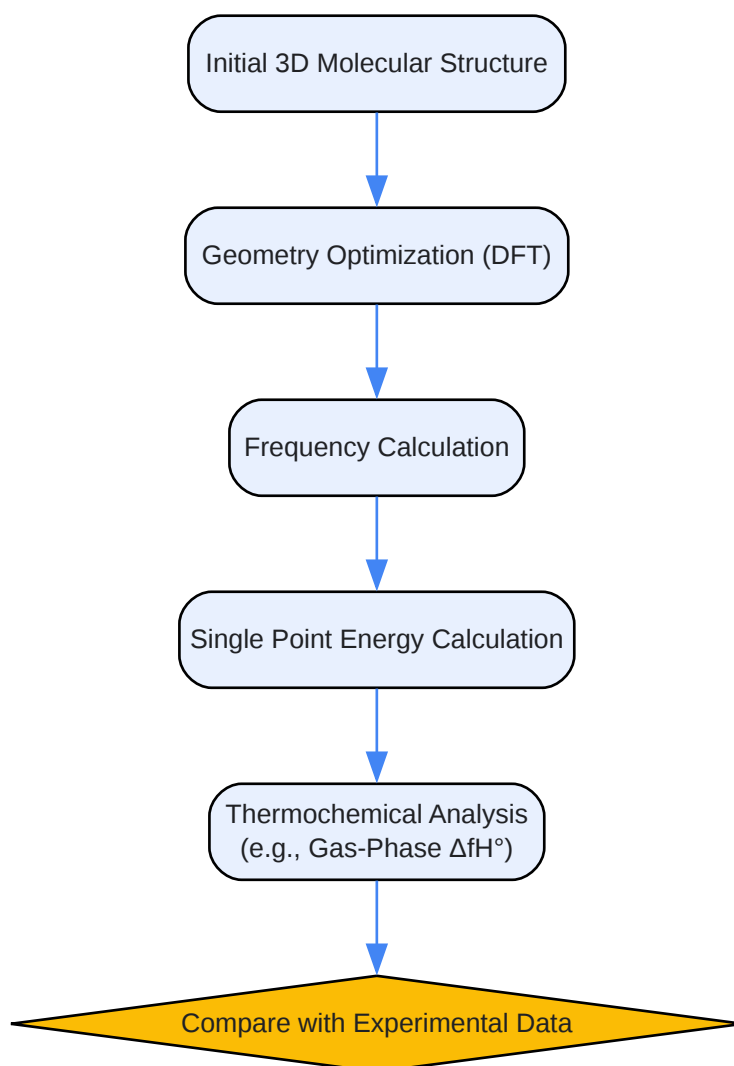 Initial 3D Molecular Structure
Geometry Optimization (DFT)
Frequency Calculation
Single Point Energy Calculation
Thermochemical Analysis
(e.g., Gas-Phase ΔfH°)
Compare with Experimental Data